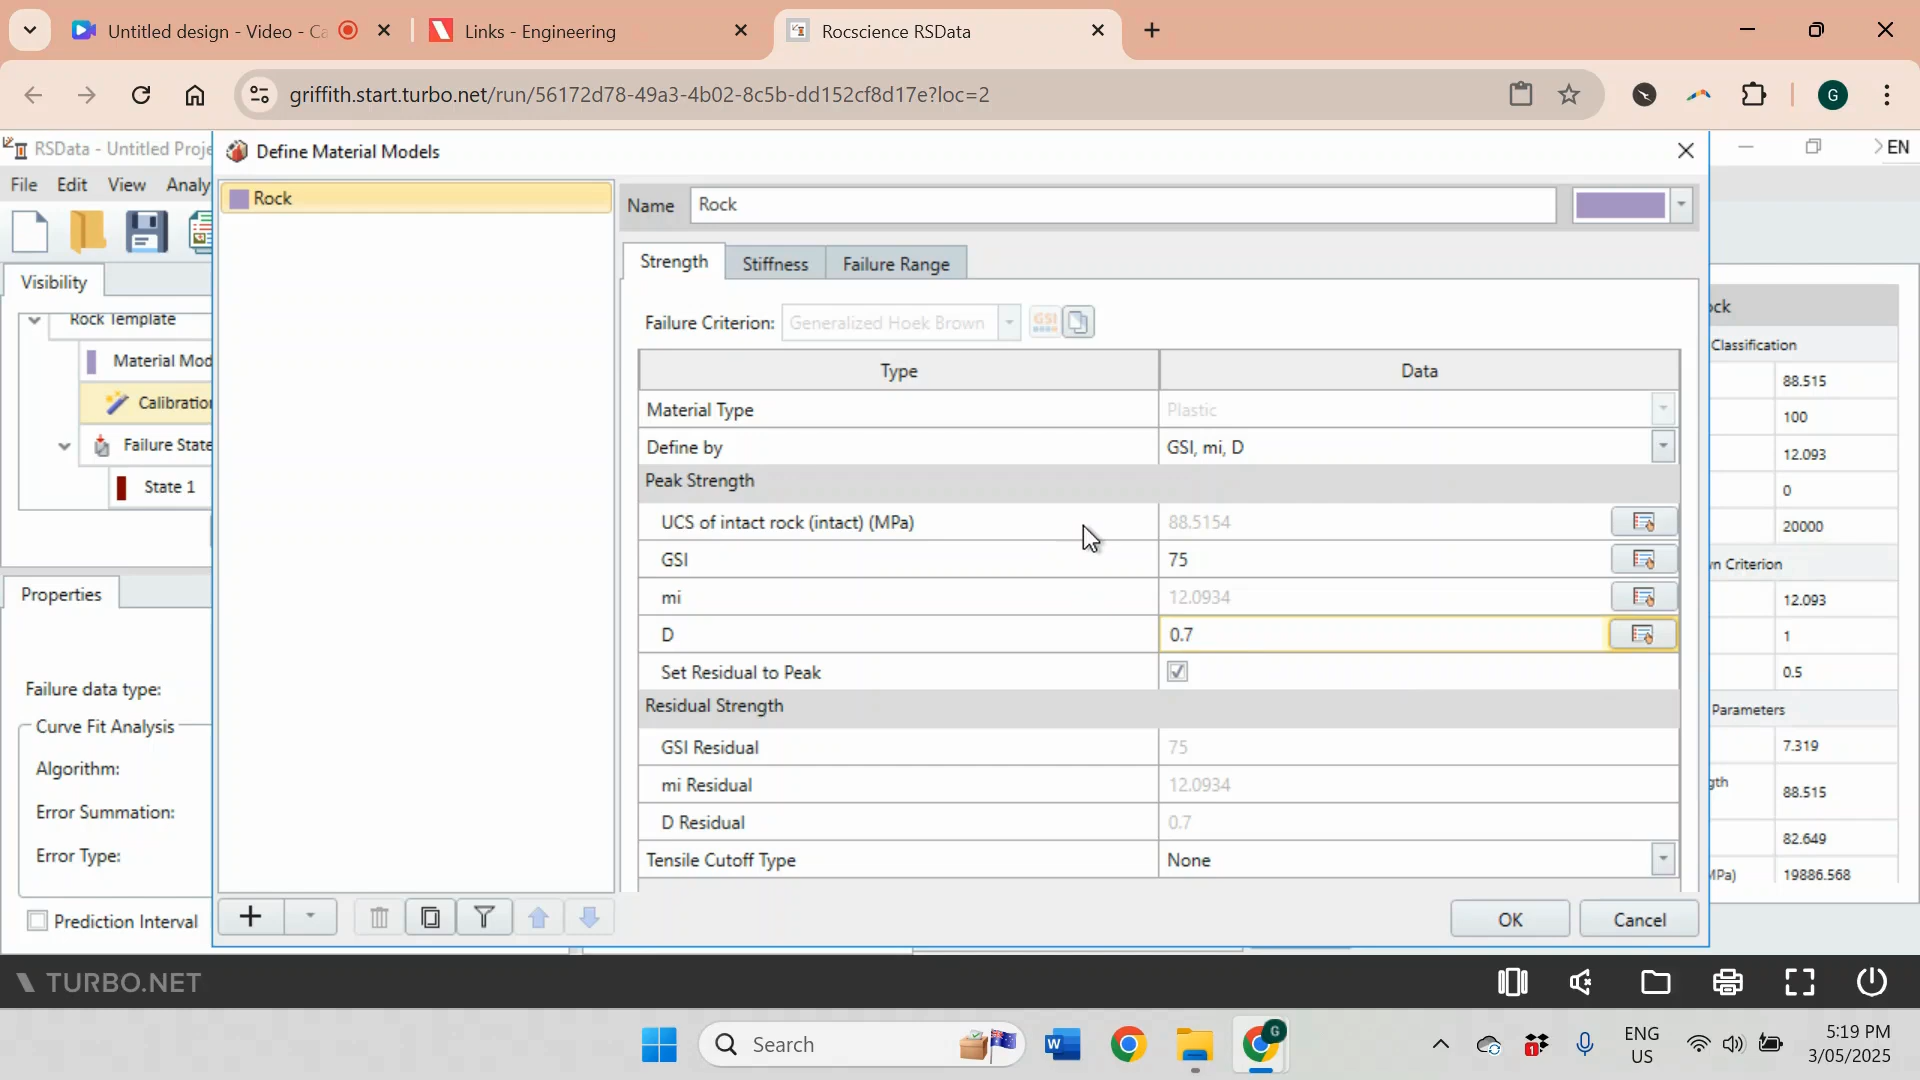 Untitled design - Video - Ca
Links - Engineering
Rocscience RSData
griffith.start.turbo.net/run/56172d78-49a3-4b02-8c5b-dd152cf8d17e?loc=2
G
RSData - Untitled Proje
EN
File Edit View Analy
Visibility
Rock Template
Material Mod
Calibration
Failure State
State 1
Properties
Failure data type:
Curve Fit Analysis
Algorithm:
Error Summation:
Error Type:
Prediction Interval
Define Material Models
Rock
Name Rock
Strength Stiffness Failure Range
Failure Criterion: Generalized Hoek Brown GSI
Type Data
Material Type Plastic
Define by GSI, mi, D
Peak Strength
UCS of intact rock (intact) (MPa) 88.5154
GSI 75
mi 12.0934
D 0.7
Set Residual to Peak
Residual Strength
GSI Residual 75
mi Residual 12.0934
D Residual 0.7
Tensile Cutoff Type None
OK Cancel
ock
Classification
88.515
100
12.093
0
20000
n Criterion
12.093
1
0.5
Parameters
7.319
gth 88.515
82.649
MPa) 19886.568
TURBO.NET
Search
W
G
1
ENG
US
5:19 PM
3/05/2025